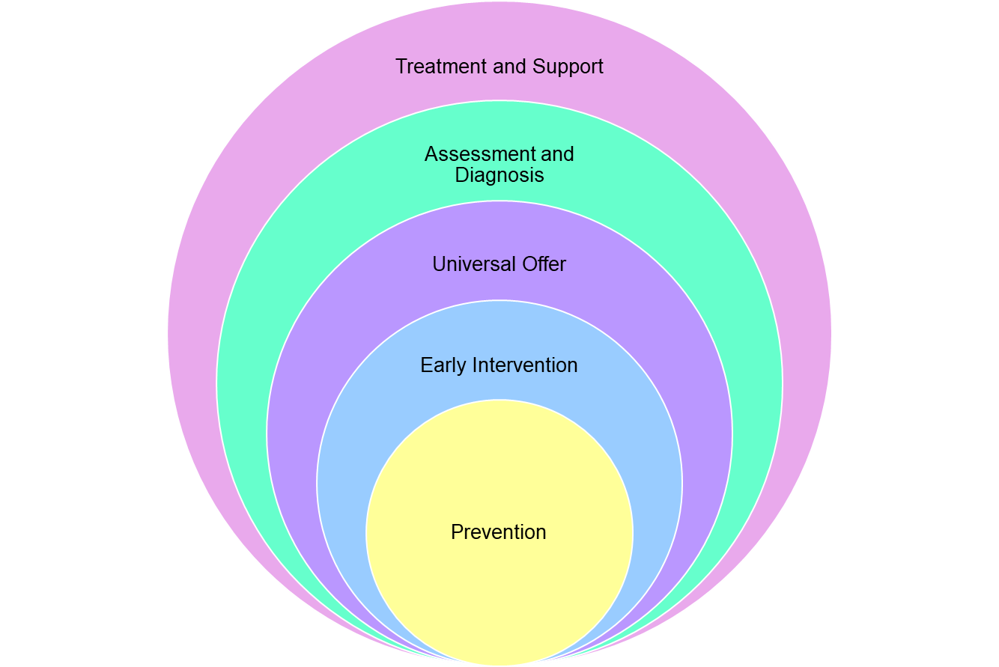 Treatment and Support
Assessment and
Diagnosis
Universal Offer
Early Intervention
Prevention